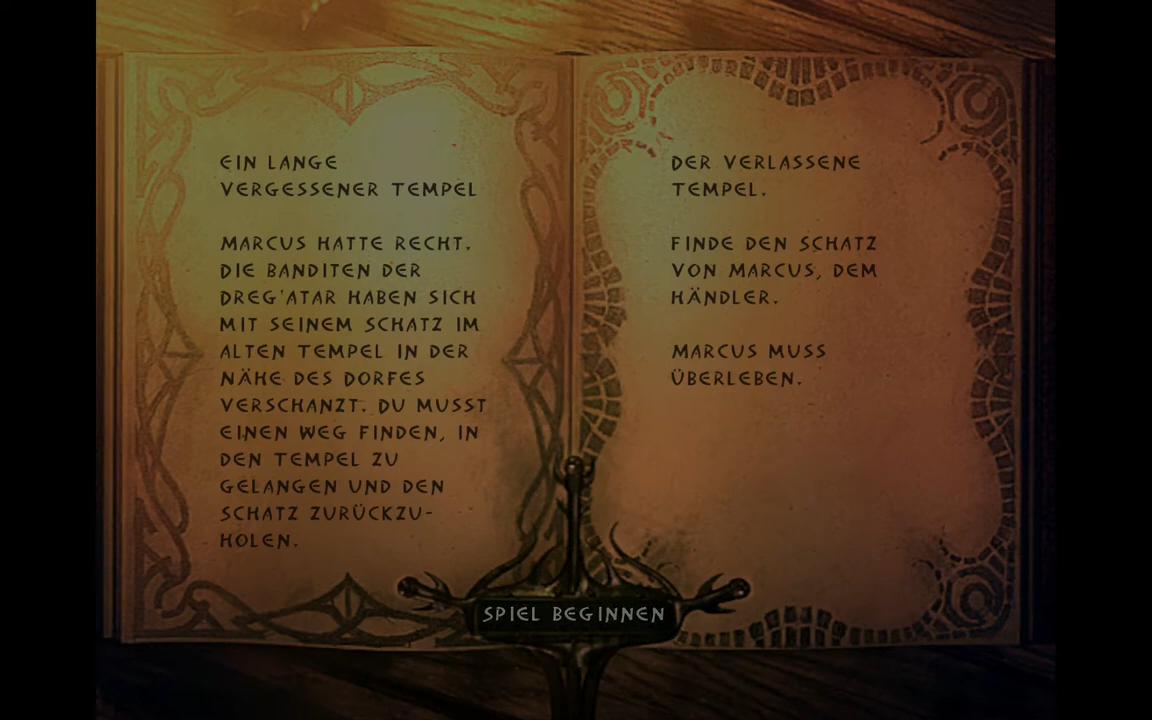 EIN LANGE
VERGESSENER TEMPEL
MARCUS HATTE RECHT.
DIE BANDITEN DER
DREG'ATAR HABEN SICH
MIT SEINEM SCHATZ IM
ALTEN TEMPEL IN DER
NÄHE DES DORFES
VERSCHANZT. DU MUSST
EINEN WEG FINDEN, IN
DEN TEMPEL ZU
GELANGEN UND DEN
SCHATZ ZURÜCKZU-
HOLEN.
DER VERLASSENE
TEMPEL.
FINDE DEN SCHATZ
VON MARCUS, DEM
HÄNDLER.
MARCUS MUSS
ÜBERLEBEN.
SPIEL BEGINNEN